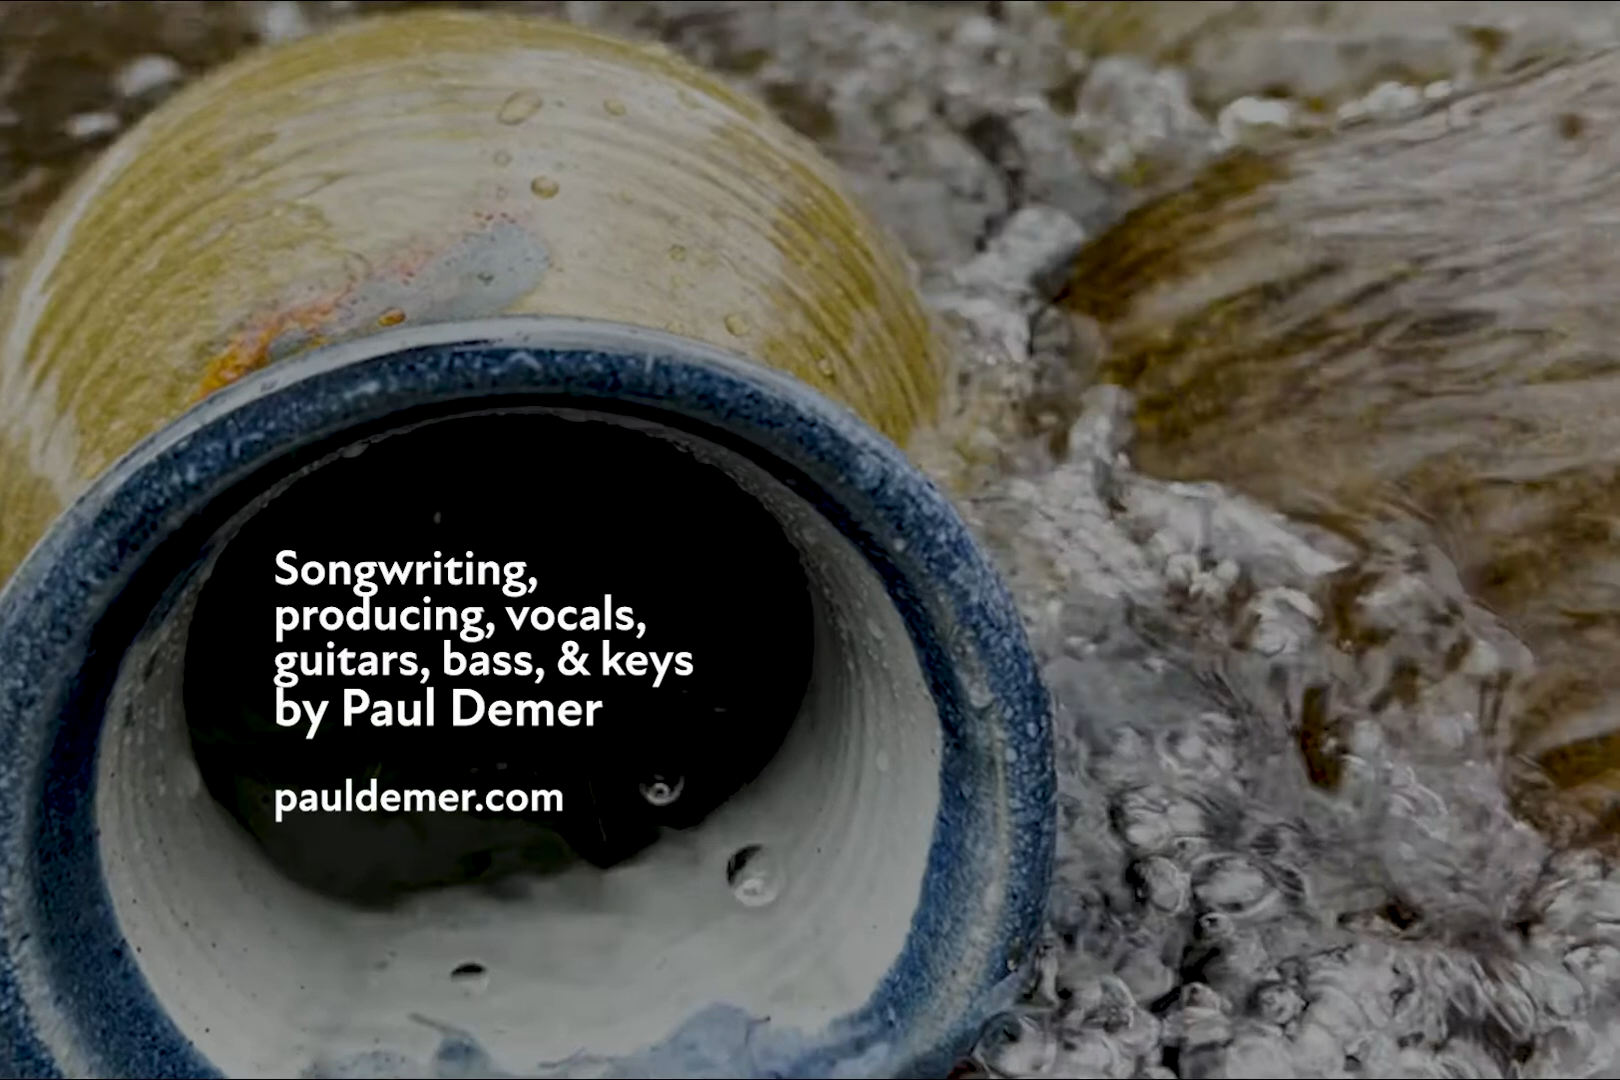 Songwriting,
producing, vocals,
guitars, bass, & keys
by Paul Demer
pauldemer.com